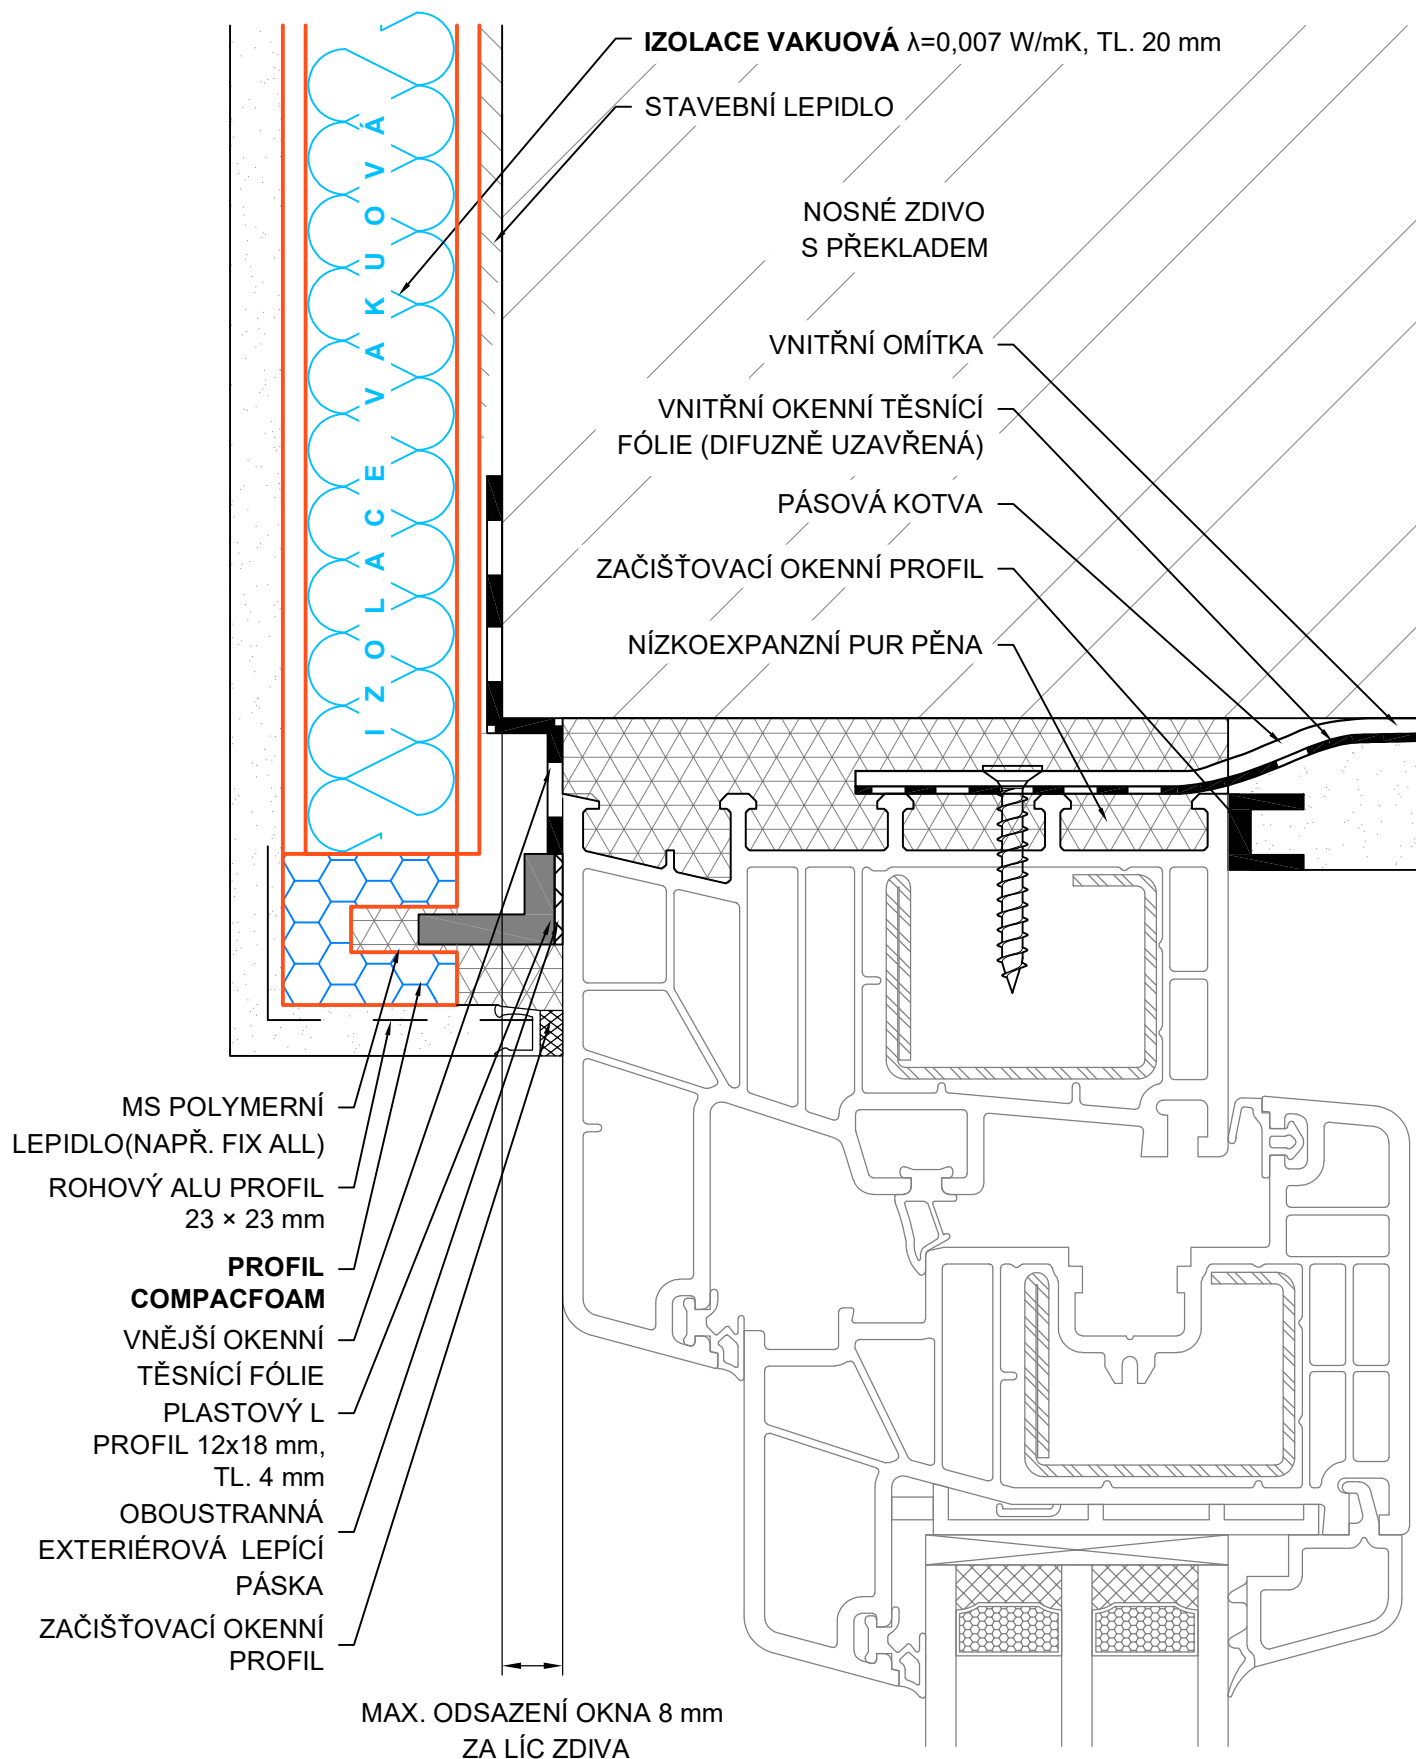 IZOLACE VAKUOVÁ λ=0,007 W/mK, TL. 20 mm
STAVEBNÍ LEPIDLO
NOSNÉ ZDIVO
S PŘEKLADEM
VNITŘNÍ OMÍTKA
VNITŘNÍ OKENNÍ TĚSNÍCÍ
FÓLIE (DIFUZNĚ UZAVŘENÁ)
PÁSOVÁ KOTVA
ZAČIŠŤOVACÍ OKENNÍ PROFIL
NÍZKOEXPANZNÍ PUR PĚNA
IZOLACE VAKUOVÁ
MS POLYMERNÍ
LEPIDLO(NAPŘ. FIX ALL)
ROHOVÝ ALU PROFIL
23 × 23 mm
PROFIL
COMPACFOAM
VNĚJŠÍ OKENNÍ
TĚSNÍCÍ FÓLIE
PLASTOVÝ L
PROFIL 12x18 mm,
TL. 4 mm
OBOUSTRANNÁ
EXTERIÉROVÁ LEPÍCÍ
PÁSKA
ZAČIŠŤOVACÍ OKENNÍ
PROFIL
MAX. ODSAZENÍ OKNA 8 mm
ZA LÍC ZDIVA